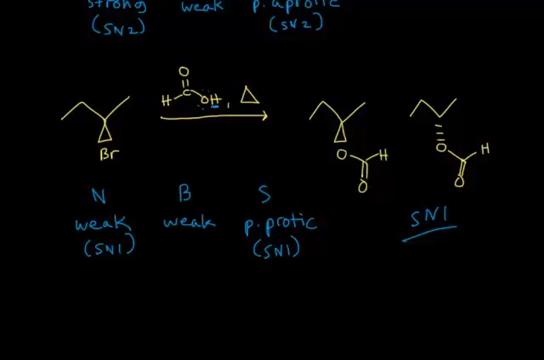 strong weak p. aprotic
(SN2) (SN2)
O
H C OH, Δ
Br
O H
O
O H
O
N B S
weak weak p. protic
(SN1) (SN1)
SN1